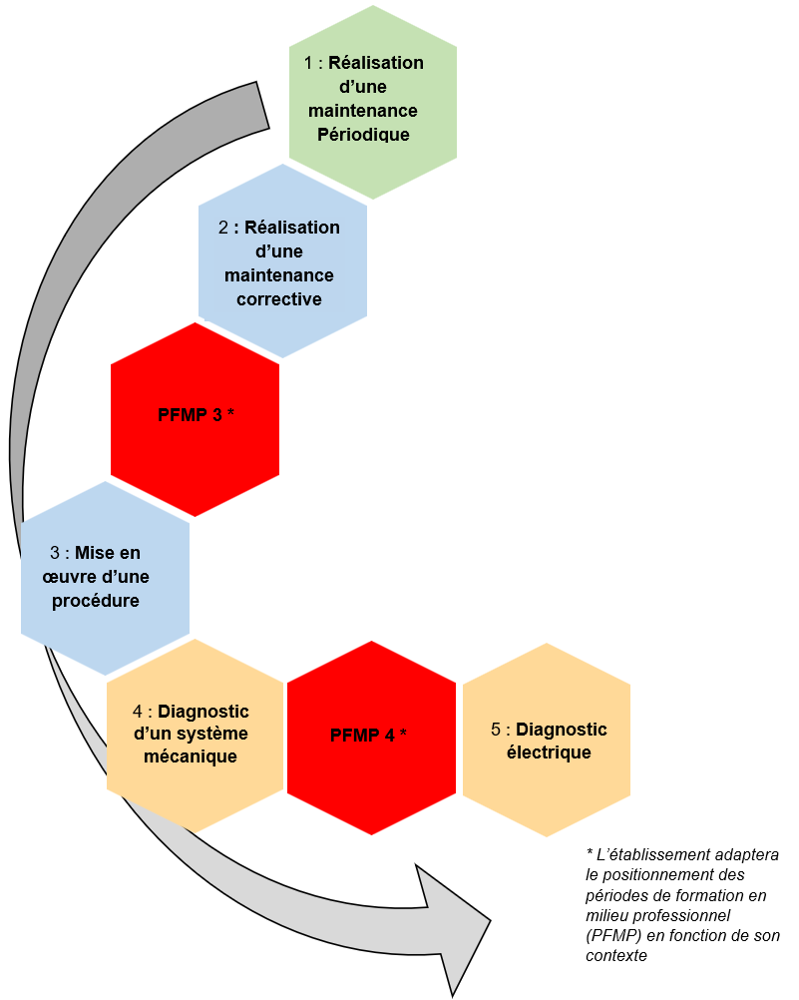 1 : Réalisation
d’une
maintenance
Périodique
2 : Réalisation
d’une
maintenance
corrective
PFMP 3 *
3 : Mise en
œuvre d’une
procédure
4 : Diagnostic
d’un système
mécanique
PFMP 4 *
5 : Diagnostic
électrique
* L’établissement adaptera
le positionnement des
périodes de formation en
milieu professionnel
(PFMP) en fonction de son
contexte